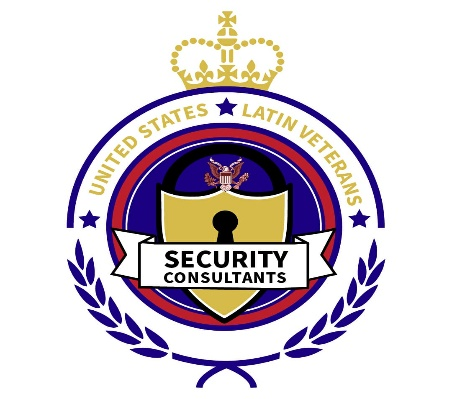 UNITED STATES ★ LATIN VETERANS
SECURITY
CONSULTANTS